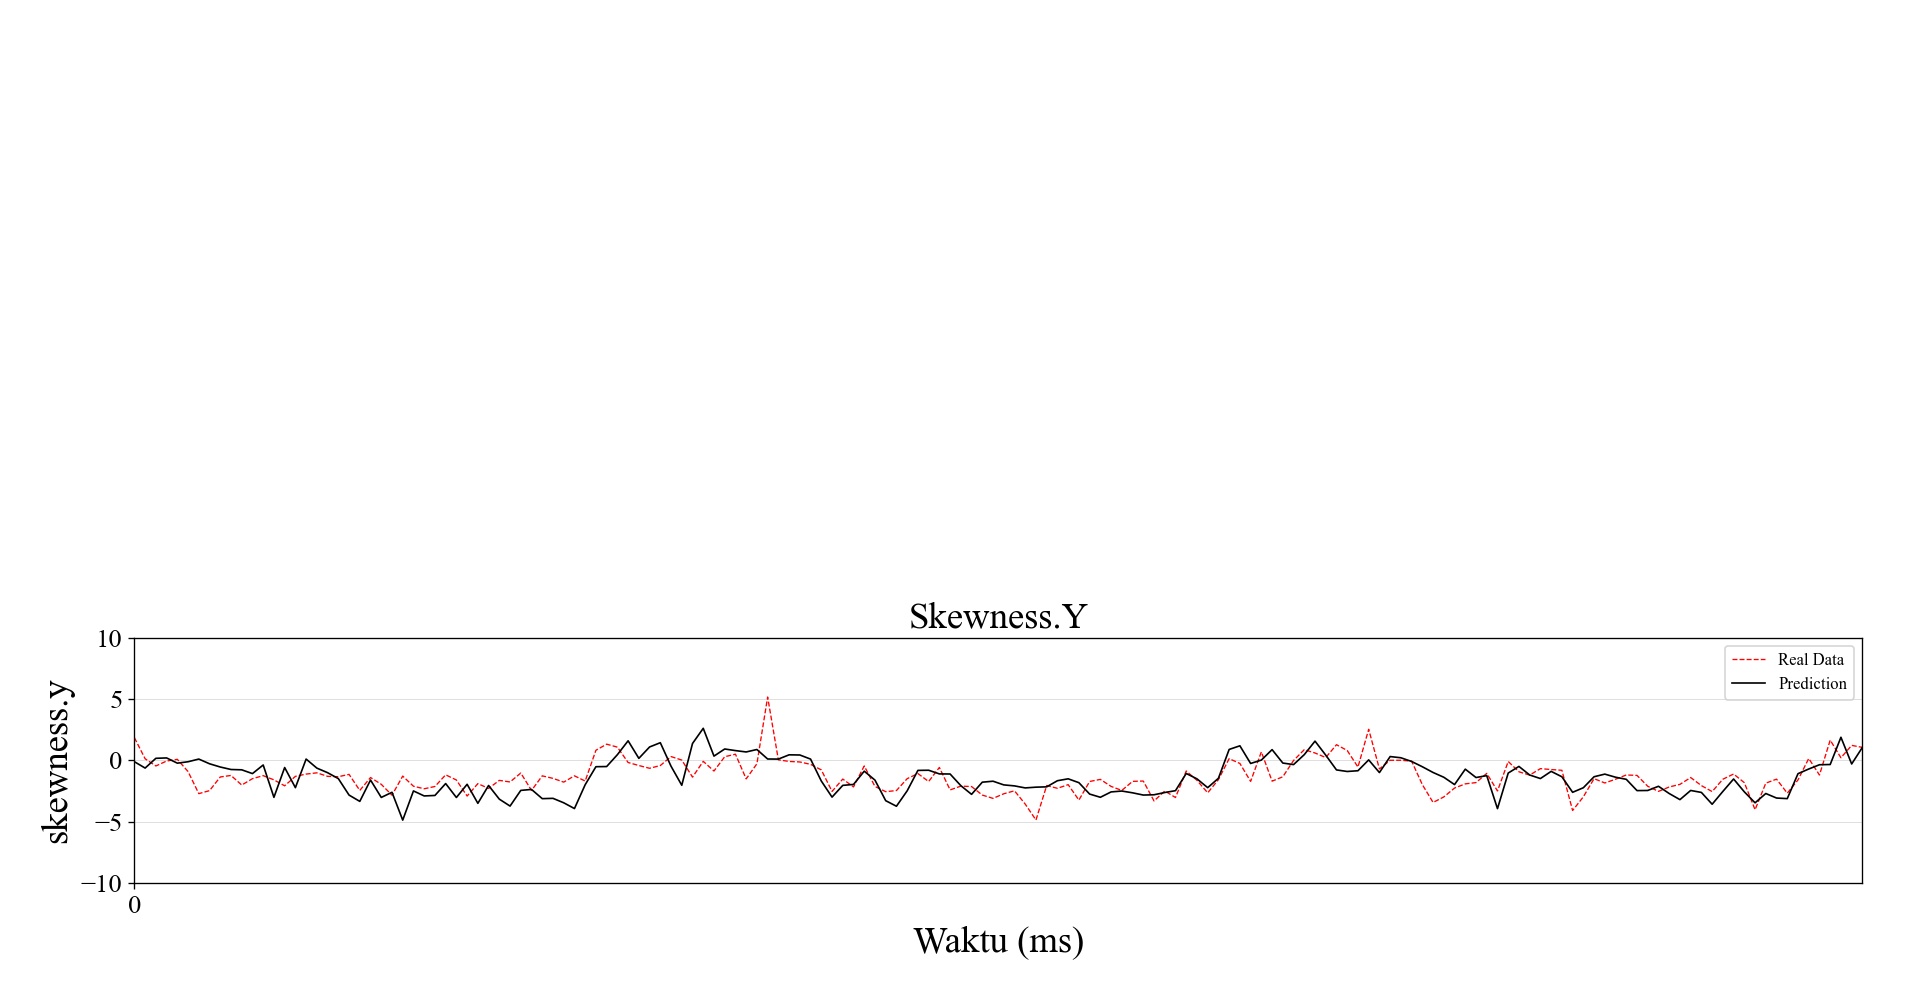 Skewness.Y
10
5
0
−5
−10
skewness.y
Real Data
Prediction
0
Waktu (ms)